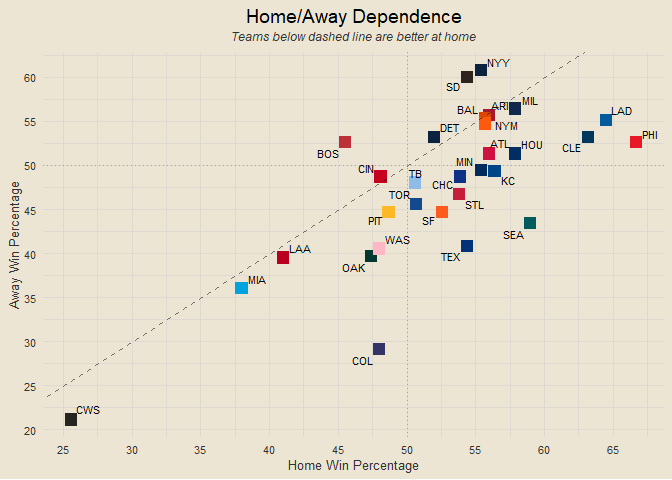 Home/Away Dependence
Teams below dashed line are better at home
60
55
50
45
40
35
30
25
20
Away Win Percentage
NYY
SD
BAL
ARI
MIL
LAD
NYM
DET
PHI
BOS
ATL
HOU
CLE
CIN
TB
MIN
KC
CHC
TOR
STL
PIT
SF
SEA
WAS
OAK
TEX
LAA
MIA
COL
CWS
25
30
35
40
45
50
55
60
65
Home Win Percentage